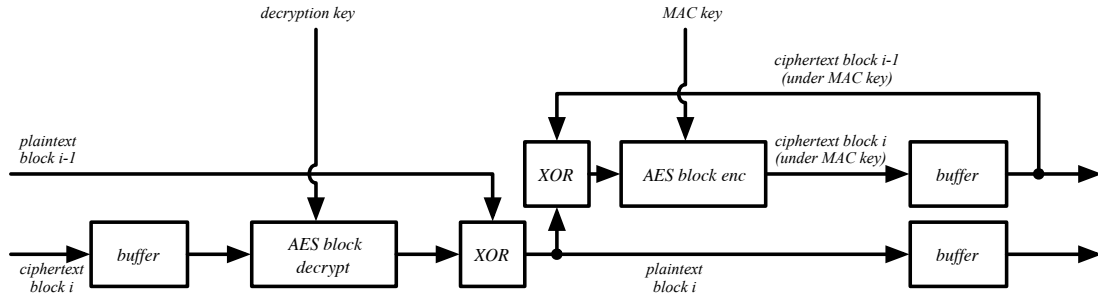 decryption key
MAC key
ciphertext block i-1
(under MAC key)
plaintext
block i-1
XOR
AES block enc
ciphertext block i
(under MAC key)
buffer
buffer
AES block
decrypt
XOR
buffer
ciphertext
block i
plaintext
block i